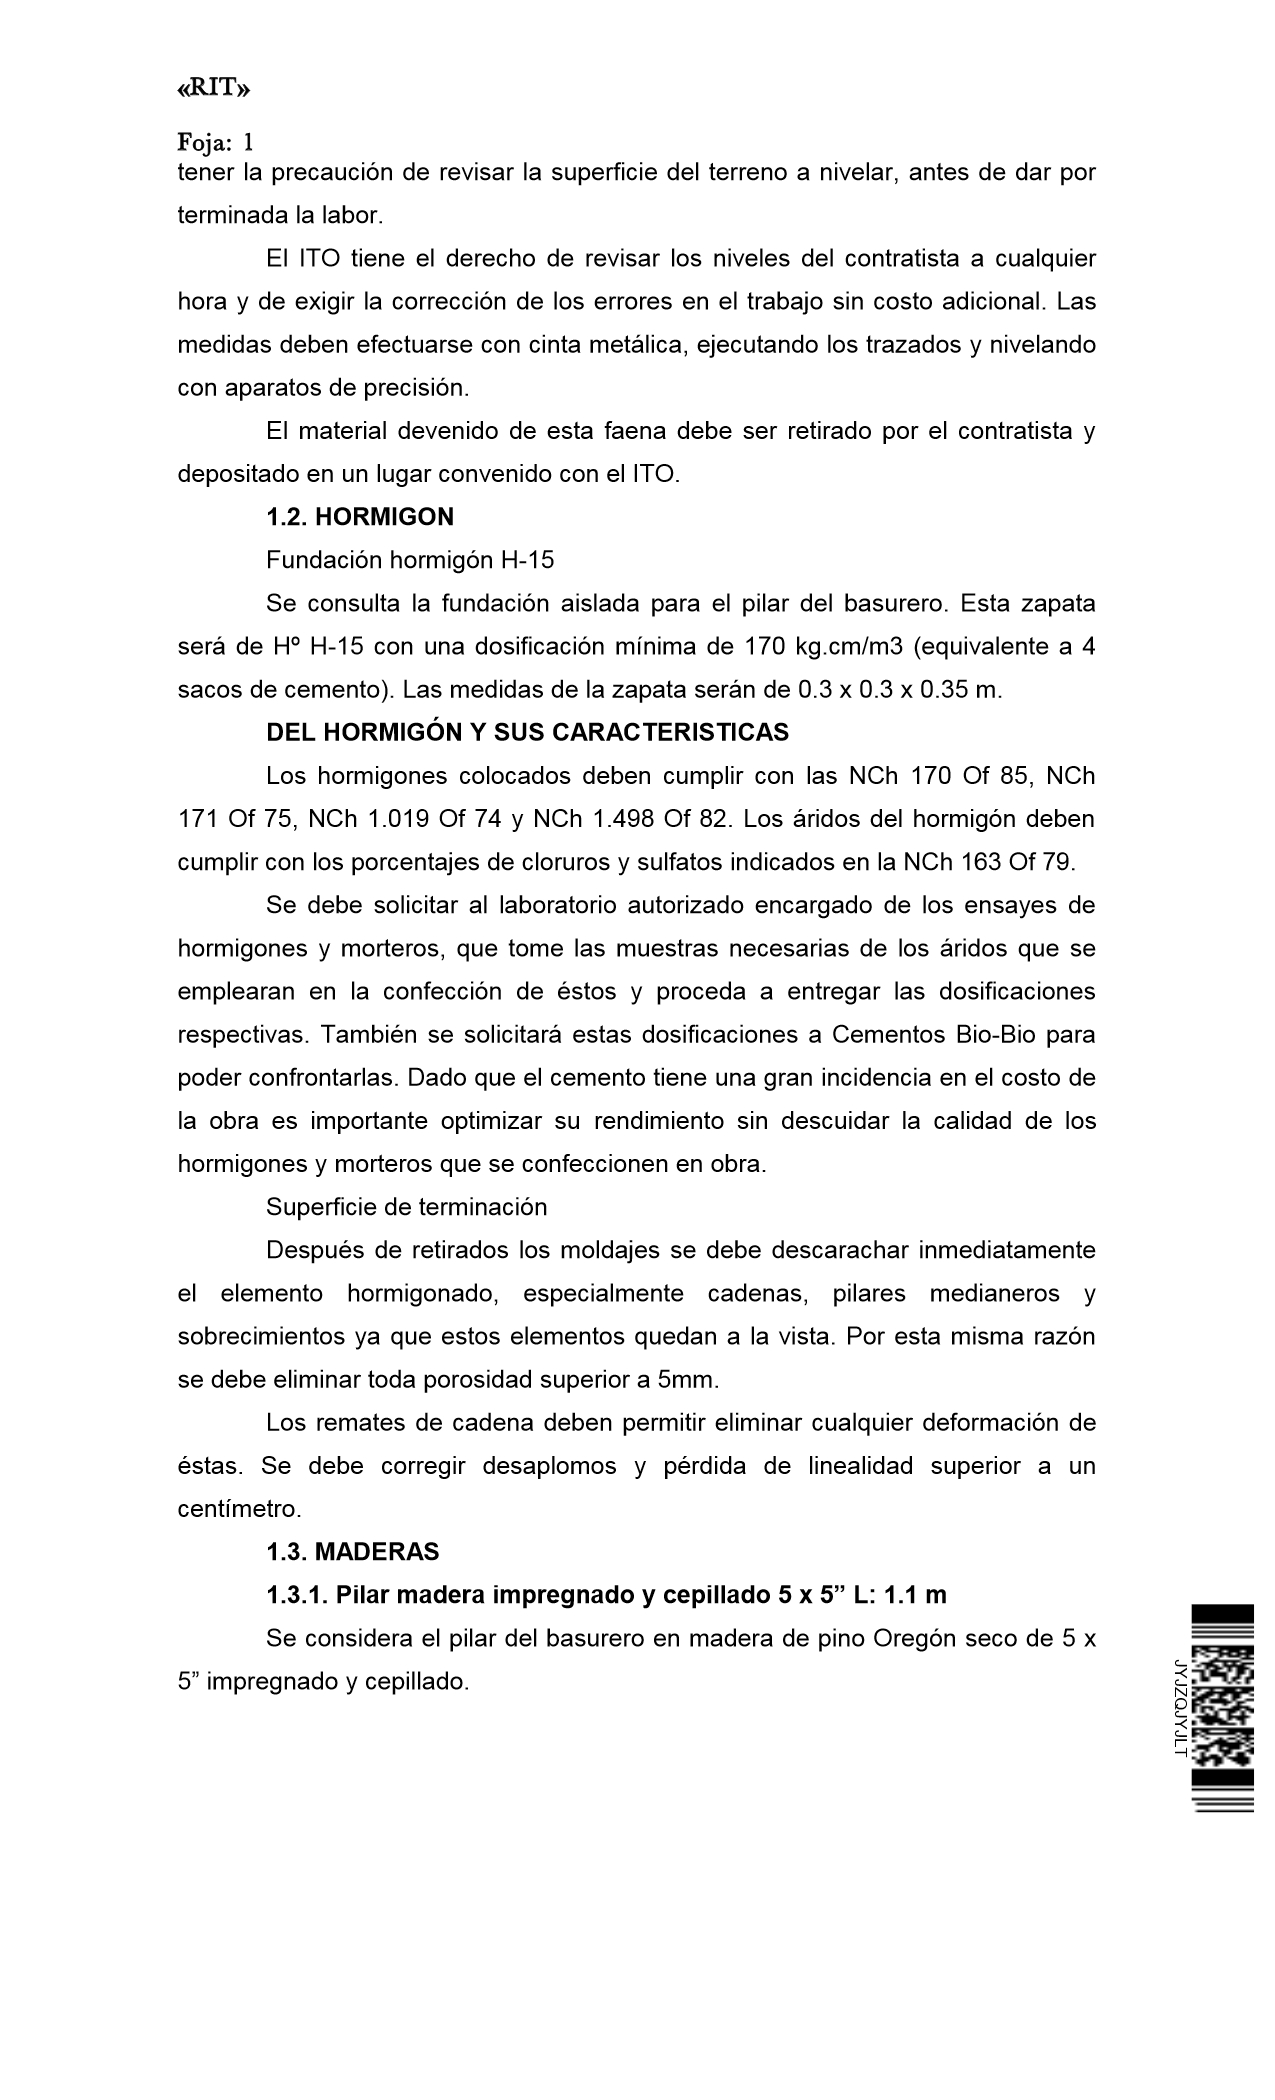 «RIT»
Foja: 1
tener la precaución de revisar la superficie del terreno a nivelar, antes de dar por
terminada la labor.
El ITO tiene el derecho de revisar los niveles del contratista a cualquier
hora y de exigir la corrección de los errores en el trabajo sin costo adicional. Las
medidas deben efectuarse con cinta metálica, ejecutando los trazados y nivelando
con aparatos de precisión.
El material devenido de esta faena debe ser retirado por el contratista y
depositado en un lugar convenido con el ITO.
1.2. HORMIGON
Fundación hormigón H-15
Se consulta la fundación aislada para el pilar del basurero. Esta zapata
será de Hº H-15 con una dosificación mínima de 170 kg.cm/m3 (equivalente a 4
sacos de cemento). Las medidas de la zapata serán de 0.3 x 0.3 x 0.35 m.
DEL HORMIGÓN Y SUS CARACTERISTICAS
Los hormigones colocados deben cumplir con las NCh 170 Of 85, NCh
171 Of 75, NCh 1.019 Of 74 y NCh 1.498 Of 82. Los áridos del hormigón deben
cumplir con los porcentajes de cloruros y sulfatos indicados en la NCh 163 Of 79.
Se debe solicitar al laboratorio autorizado encargado de los ensayes de
hormigones y morteros, que tome las muestras necesarias de los áridos que se
emplearan en la confección de éstos y proceda a entregar las dosificaciones
respectivas. También se solicitará estas dosificaciones a Cementos Bio-Bio para
poder confrontarlas. Dado que el cemento tiene una gran incidencia en el costo de
la obra es importante optimizar su rendimiento sin descuidar la calidad de los
hormigones y morteros que se confeccionen en obra.
Superficie de terminación
Después de retirados los moldajes se debe descarachar inmediatamente
el elemento hormigonado, especialmente cadenas, pilares medianeros y
sobrecimientos ya que estos elementos quedan a la vista. Por esta misma razón
se debe eliminar toda porosidad superior a 5mm.
Los remates de cadena deben permitir eliminar cualquier deformación de
éstas. Se debe corregir desaplomos y pérdida de linealidad superior a un
centímetro.
1.3. MADERAS
1.3.1. Pilar madera impregnado y cepillado 5 x 5” L: 1.1 m
Se considera el pilar del basurero en madera de pino Oregón seco de 5 x
5” impregnado y cepillado.
JYJZQJYJLT